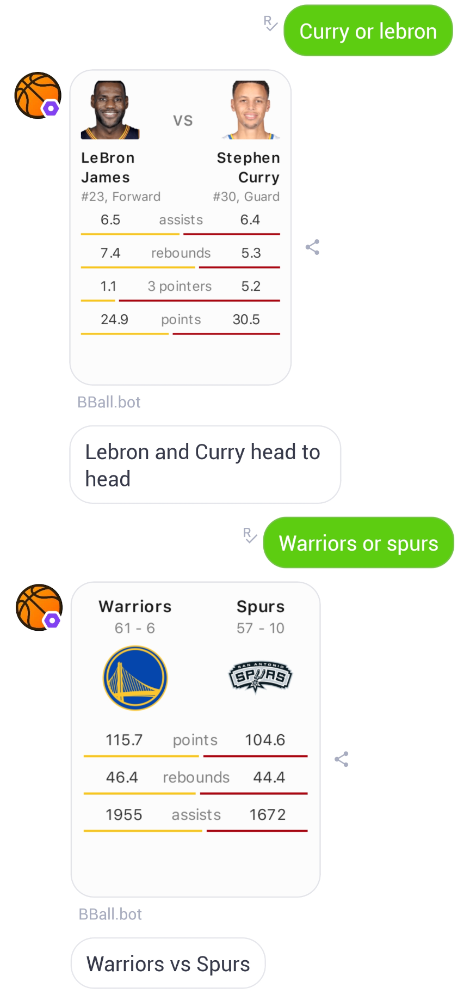 Curry or lebron
R
VS
LeBron
James
#23, Forward
Stephen
Curry
#30, Guard
6.5 assists 6.4
7.4 rebounds 5.3
1.1 3 pointers 5.2
24.9 points 30.5
BBall.bot
Lebron and Curry head to
head
R
Warriors or spurs
Warriors Spurs
61 - 6 57 - 10
SAN ANTONIO
SPURS
115.7 points 104.6
46.4 rebounds 44.4
1955 assists 1672
BBall.bot
Warriors vs Spurs